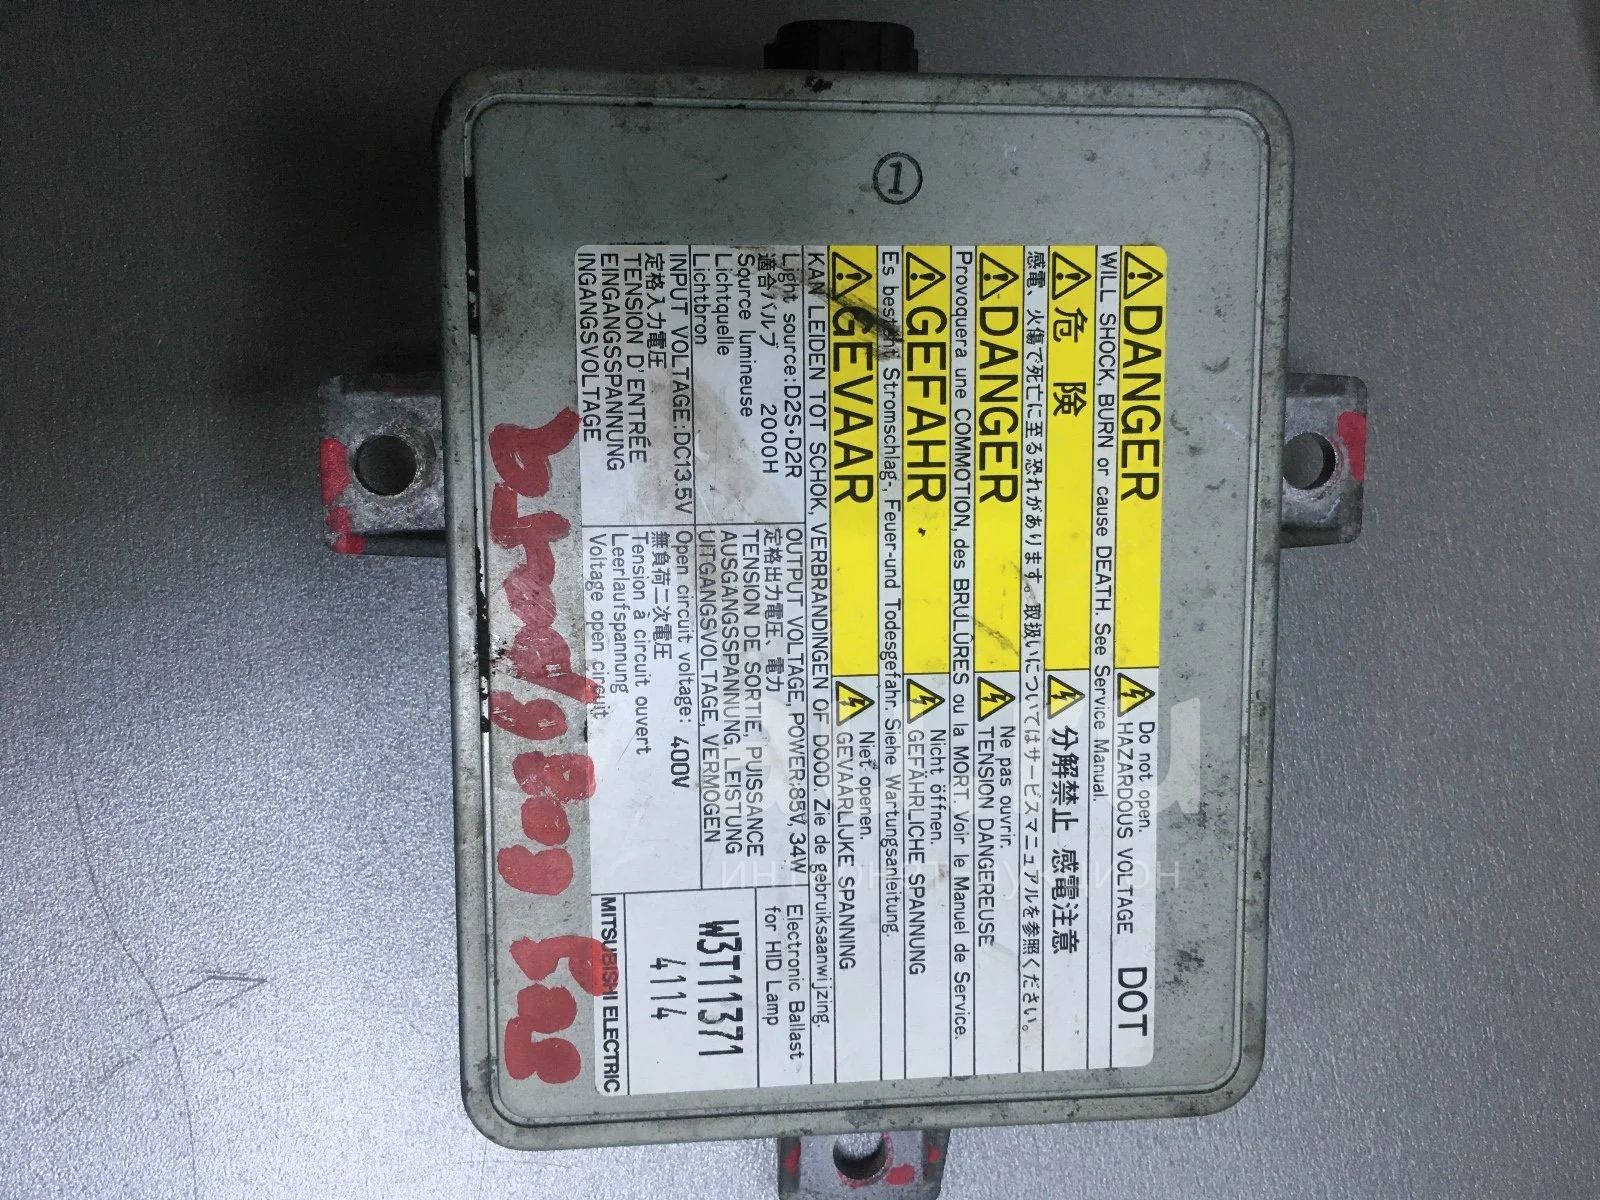 ①
DANGER
Do not open.
HAZARDOUS VOLTAGE
DOT
WILL SHOCK, BURN or cause DEATH. See Service Manual.
危険
分解禁止 感電注意
感電、火傷で死亡に至る恐れがあります。取扱いについてはサービスマニュアルを参照ください。
DANGER
Ne pas ouvrir.
TENSION DANGEREUSE
Provoquera une COMMOTION, des BRULÛRES ou la MORT. Voir le Manuel de Service.
GEFAHR
Nicht öffnen.
GEFÄHRLICHE SPANNUNG
Es besteht Stromschlag-, Feuer-und Todesgefahr. Siehe Wartungsanleitung.
GEVAAR
Niet openen.
GEVAARLIJKE SPANNING
KAN LEIDEN TOT SCHOK, VERBRANDINGEN OF DOOD. Zie de gebruiksaanwijzing.
Light source:D2S•D2R
適合バルブ 2000H
Source lumineuse
Lichtquelle
Lichtbron
OUTPUT VOLTAGE, POWER:85V, 34W
定格出力電圧、電力
TENSION DE SORTIE, PUISSANCE
AUSGANGSSPANNUNG, LEISTUNG
UITGANGSVOLTAGE, VERMOGEN
Electronic Ballast
for HID Lamp
INPUT VOLTAGE:DC13.5V
定格入力電圧
TENSION D'ENTRÉE
EINGANGSSPANNUNG
INGANGSVOLTAGE
Open circuit voltage: 400V
無負荷二次電圧
Tension à circuit ouvert
Leerlaufspannung
Voltage open circuit
W3T11371
4114
MITSUBISHI ELECTRIC